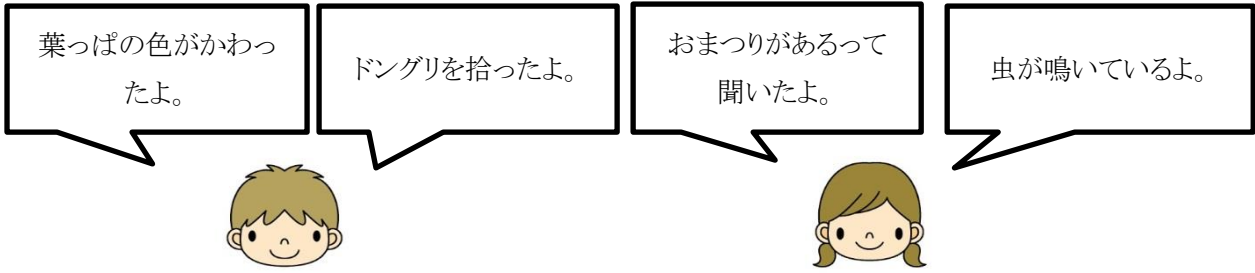 葉っぱの色がかわっ
たよ。
ドングリを拾ったよ。
おまつりがあるって
聞いたよ。
虫が鳴いているよ。